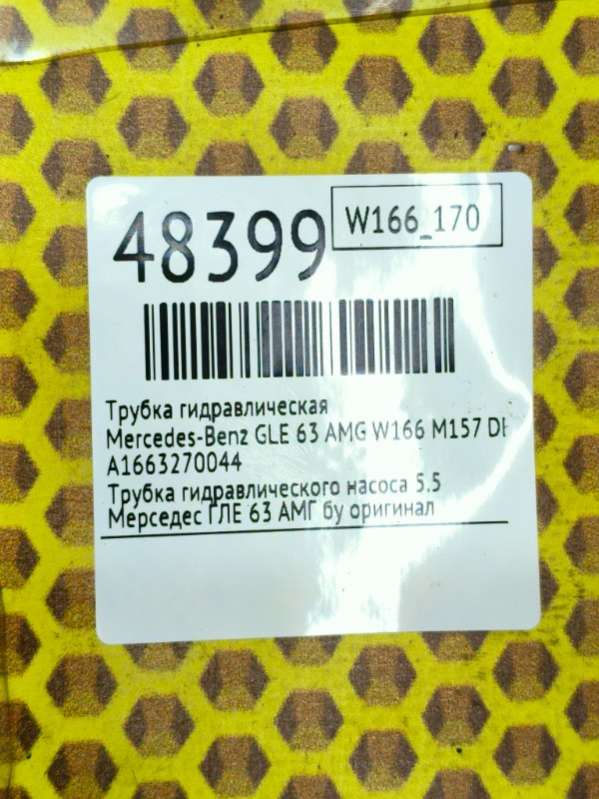 48399
W166_170
Трубка гидравлическая
Mercedes-Benz GLE 63 AMG W166 M157 DE
A1663270044
Трубка гидравлического насоса 5.5
Мерседес ГЛЕ 63 АМГ бу оригинал